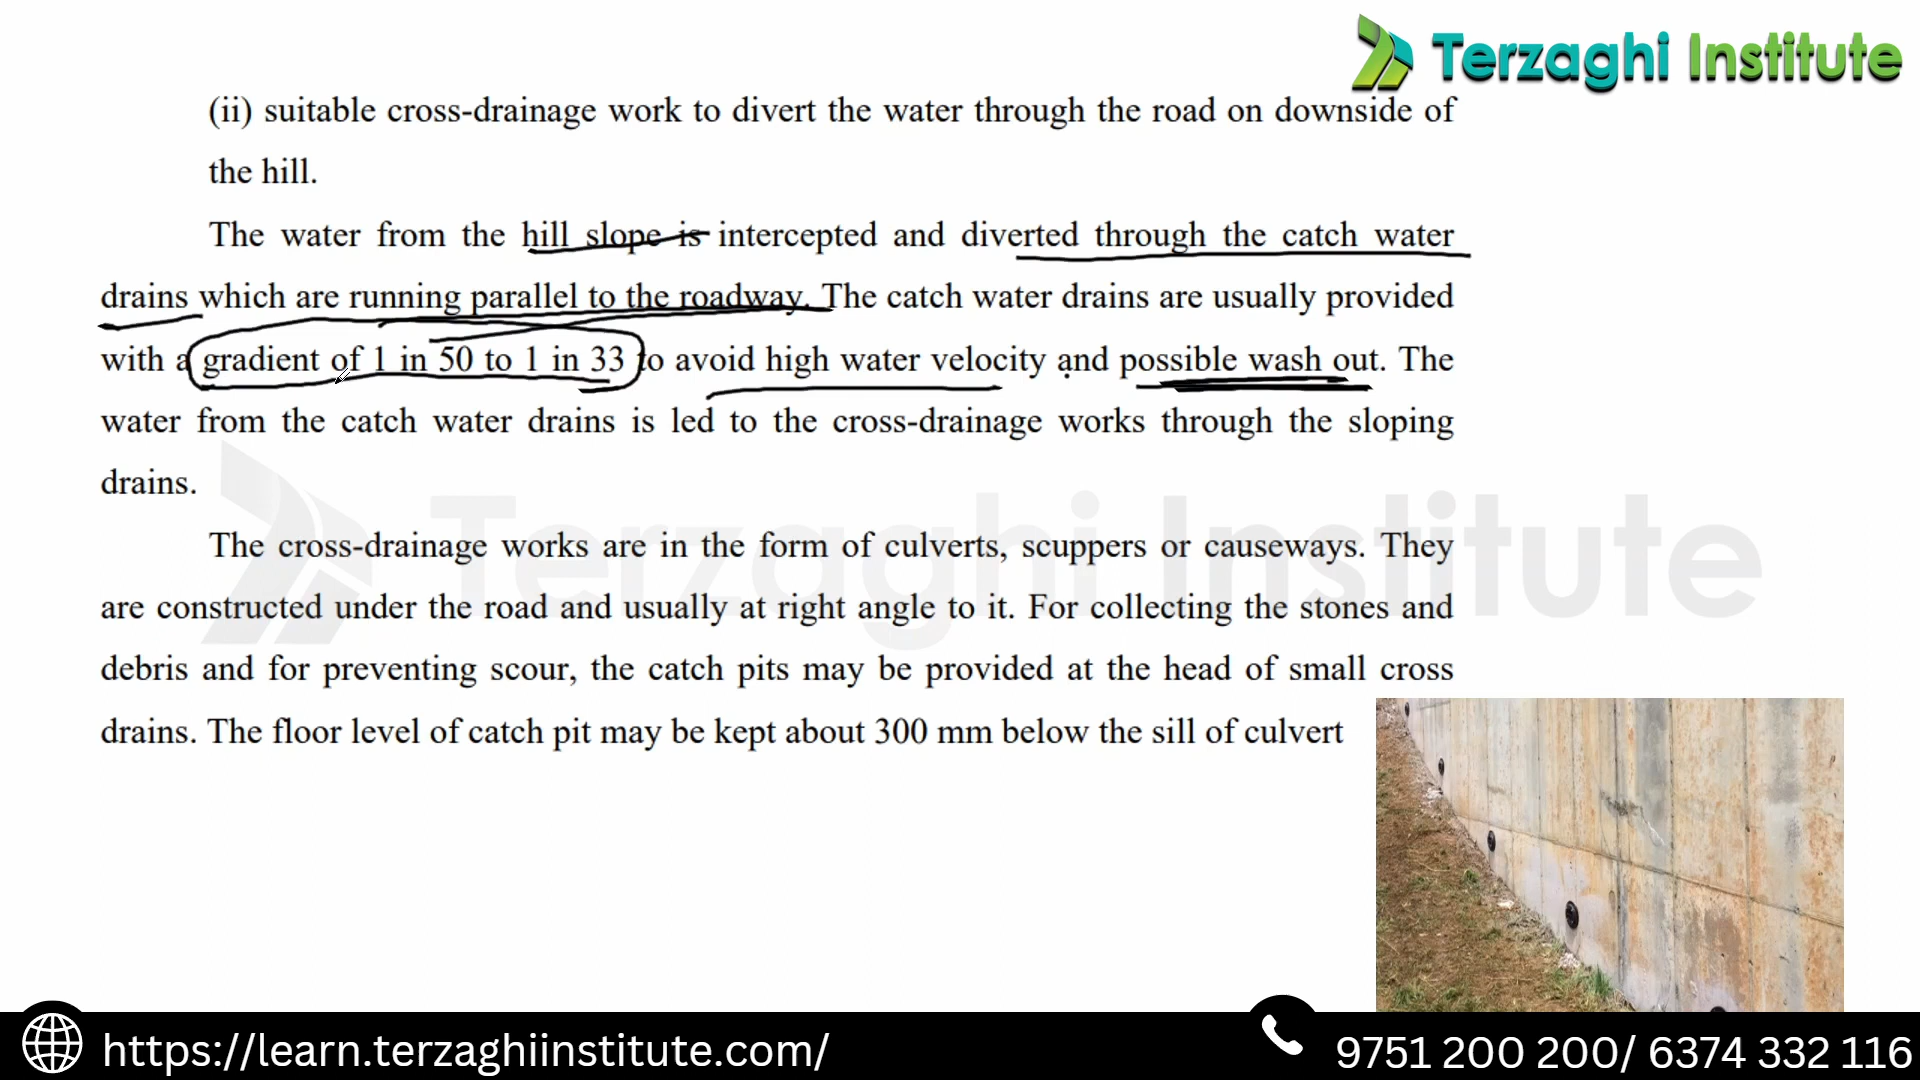 Terzaghi Institute
(ii) suitable cross-drainage work to divert the water through the road on downside of
the hill.
The water from the hill slope is intercepted and diverted through the catch water
drains which are running parallel to the roadway. The catch water drains are usually provided
with a gradient of 1 in 50 to 1 in 33 to avoid high water velocity and possible wash out. The
water from the catch water drains is led to the cross-drainage works through the sloping
drains.
Terzaghi Institute
The cross-drainage works are in the form of culverts, scuppers or causeways. They
are constructed under the road and usually at right angle to it. For collecting the stones and
debris and for preventing scour, the catch pits may be provided at the head of small cross
drains. The floor level of catch pit may be kept about 300 mm below the sill of culvert
https://learn.terzaghiinstitute.com/
9751 200 200/ 6374 332 116